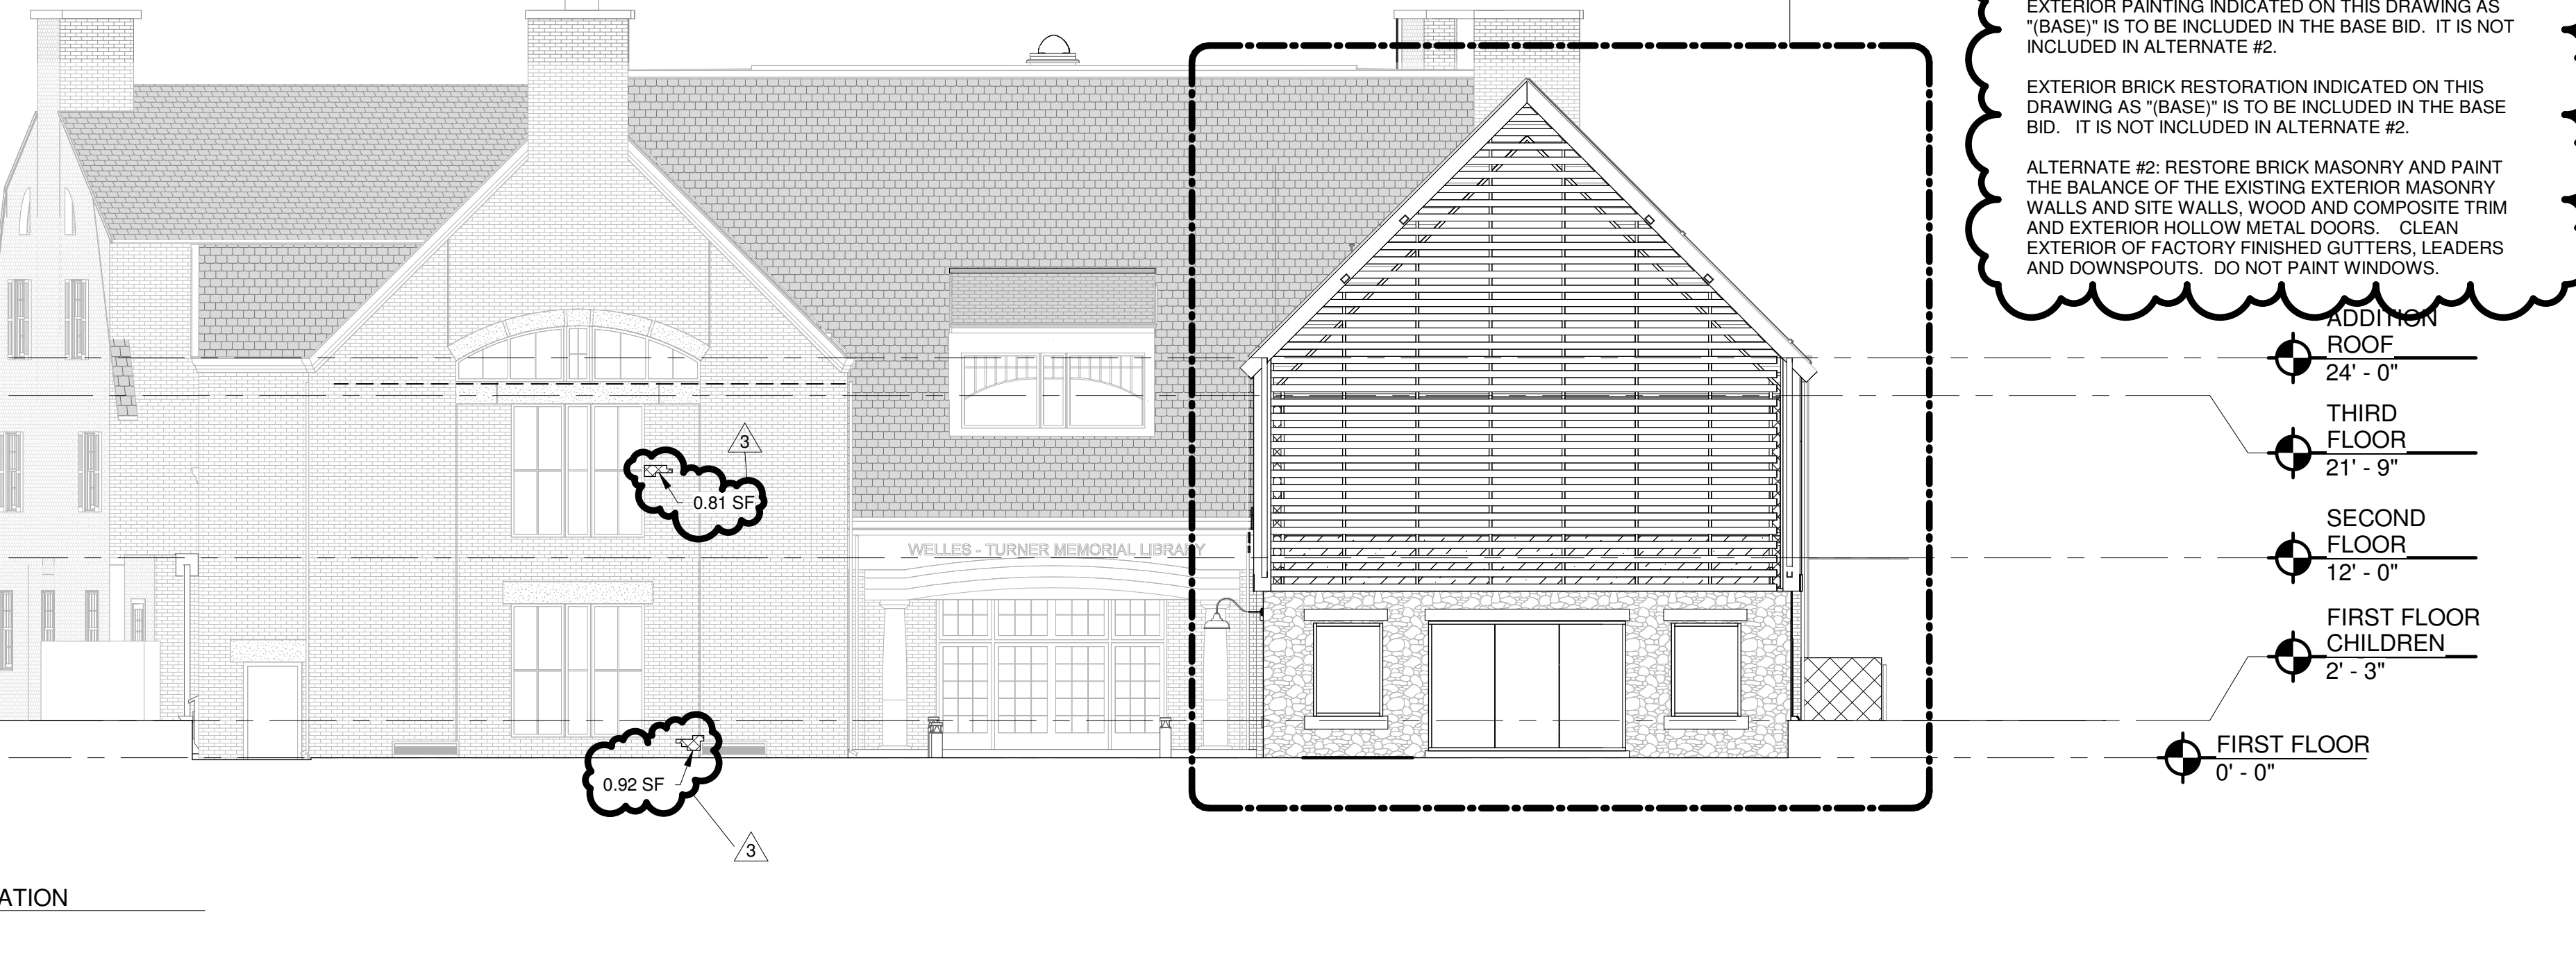 EXTERIOR PAINTING INDICATED ON THIS DRAWING AS
"(BASE)" IS TO BE INCLUDED IN THE BASE BID. IT IS NOT
INCLUDED IN ALTERNATE #2.
EXTERIOR BRICK RESTORATION INDICATED ON THIS
DRAWING AS "(BASE)" IS TO BE INCLUDED IN THE BASE
BID. IT IS NOT INCLUDED IN ALTERNATE #2.
ALTERNATE #2: RESTORE BRICK MASONRY AND PAINT
THE BALANCE OF THE EXISTING EXTERIOR MASONRY
WALLS AND SITE WALLS, WOOD AND COMPOSITE TRIM
AND EXTERIOR HOLLOW METAL DOORS. CLEAN
EXTERIOR OF FACTORY FINISHED GUTTERS, LEADERS
AND DOWNSPOUTS. DO NOT PAINT WINDOWS.
ADDITION
ROOF
24' - 0"
THIRD
FLOOR
21' - 9"
3
0.81 SF
SECOND
FLOOR
12' - 0"
WELLES - TURNER MEMORIAL LIBRARY
FIRST FLOOR
CHILDREN
2' - 3"
FIRST FLOOR
0' - 0"
0.92 SF
3
ATION